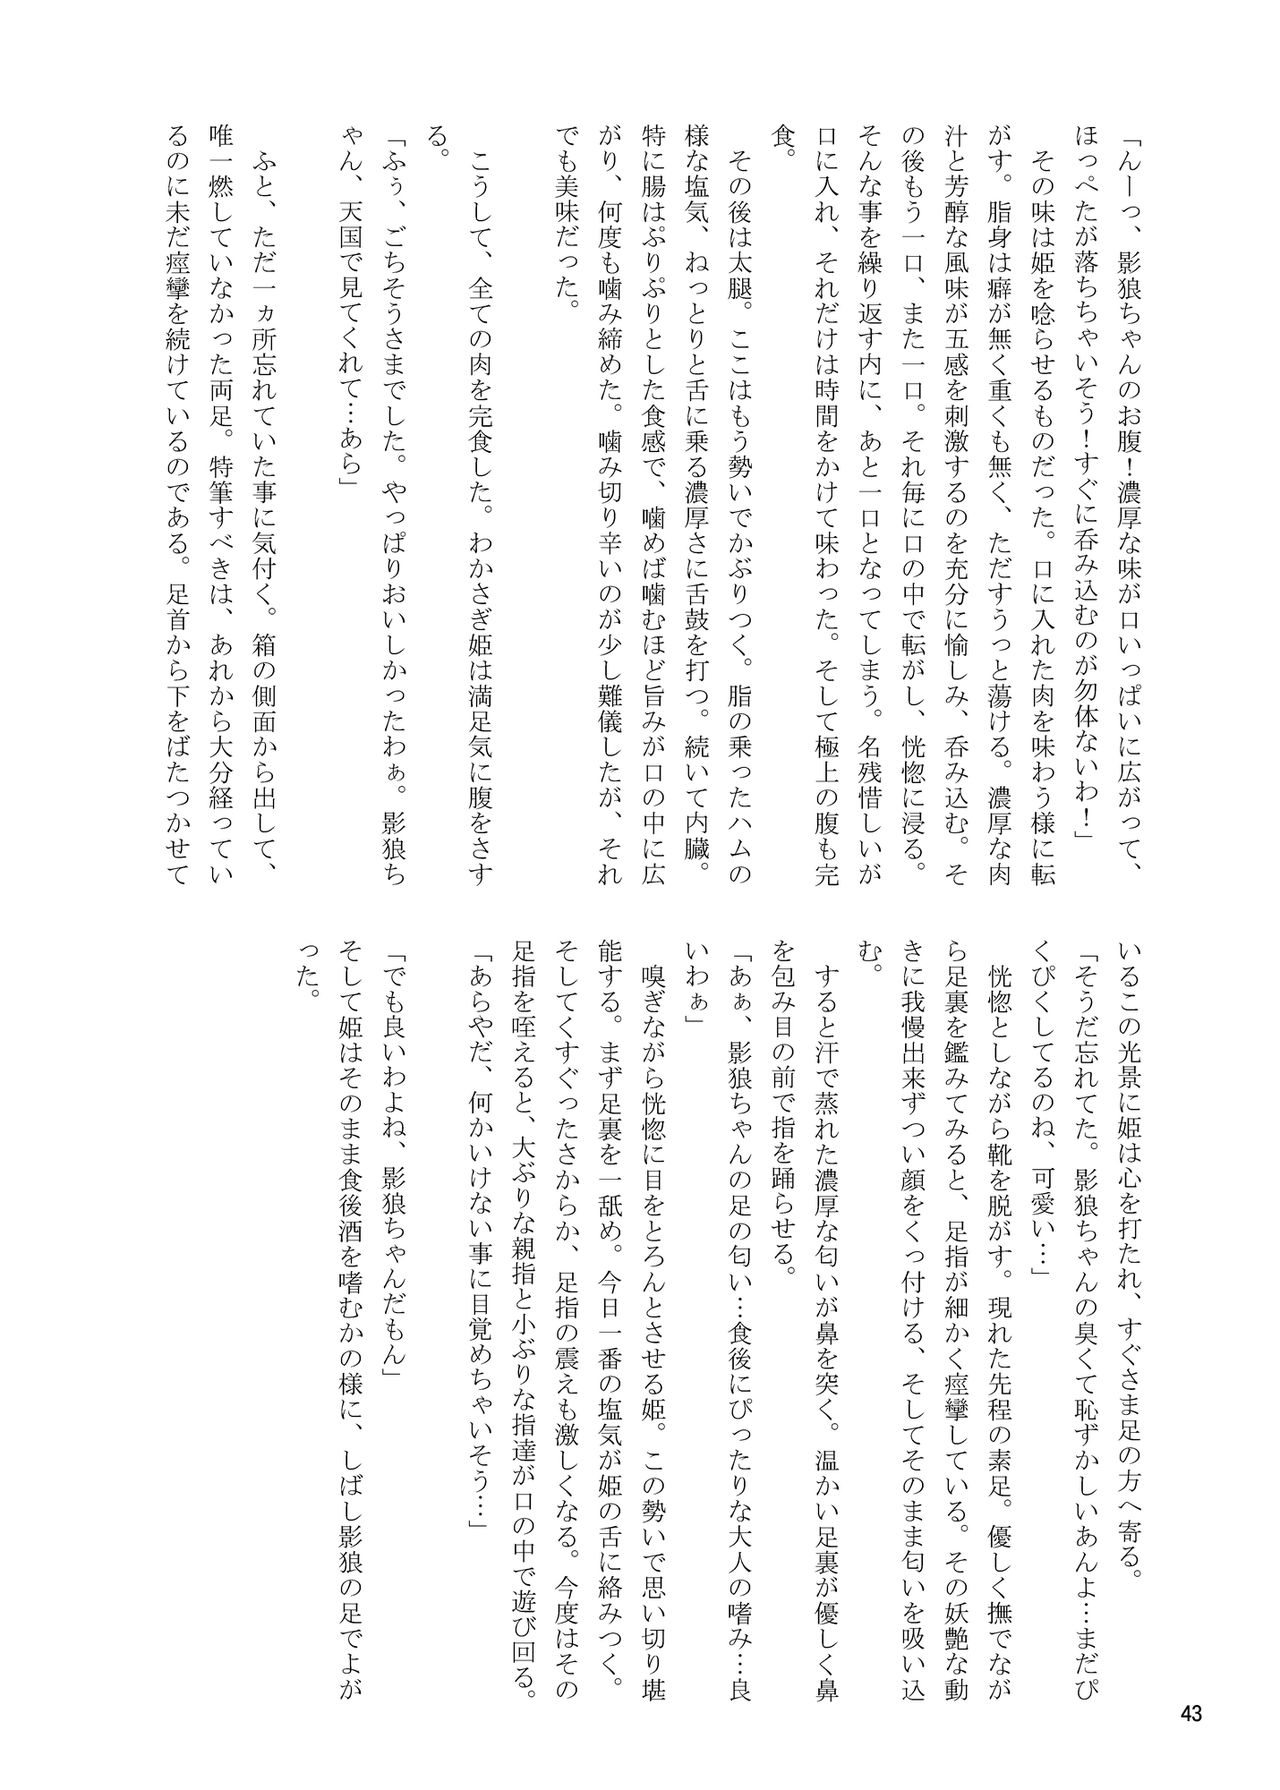 「んーっ、影狼ちゃんのお腹！濃厚な味が口いっぱいに広がって、
ほっぺたが落ちちゃいそう！すぐに呑み込むのが勿体ないわ！」
　その味は姫を唸らせるものだった。口に入れた肉を味わう様に転
がす。脂身は癖が無く重くも無く、ただすうっと蕩ける。濃厚な肉
汁と芳醇な風味が五感を刺激するのを充分に愉しみ、呑み込む。そ
の後もう一口、また一口。それ毎に口の中で転がし、恍惚に浸る。
そんな事を繰り返す内に、あと一口となってしまう。名残惜しいが
口に入れ、それだけは時間をかけて味わった。そして極上の腹も完
食。
　その後は太腿。ここはもう勢いでかぶりつく。脂の乗ったハムの
様な塩気、ねっとりと舌に乗る濃厚さに舌鼓を打つ。続いて内臓。
特に腸はぷりぷりとした食感で、噛めば噛むほど旨みが口の中に広
がり、何度も噛み締めた。噛み切り辛いのが少し難儀したが、それ
でも美味だった。
　こうして、全ての肉を完食した。わかさぎ姫は満足気に腹をさす
る。
「ふぅ、ごちそうさまでした。やっぱりおいしかったわぁ。影狼ち
ゃん、天国で見てくれて…あら」
　ふと、ただ一ヵ所忘れていた事に気付く。箱の側面から出して、
唯一燃していなかった両足。特筆すべきは、あれから大分経ってい
るのに未だ痙攣を続けているのである。足首から下をばたつかせて
いるこの光景に姫は心を打たれ、すぐさま足の方へ寄る。
「そうだ忘れてた。影狼ちゃんの臭くて恥ずかしいあんよ…まだぴ
くぴくしてるのね、可愛い…」
　恍惚としながら靴を脱がす。現れた先程の素足。優しく撫でなが
ら足裏を鑑みてみると、足指が細かく痙攣している。その妖艶な動
きに我慢出来ずつい顔をくっ付ける、そしてそのまま匂いを吸い込
む。
　すると汗で蒸れた濃厚な匂いが鼻を突く。温かい足裏が優しく鼻
を包み目の前で指を踊らせる。
「あぁ、影狼ちゃんの足の匂い…食後にぴったりな大人の嗜み…良
いわぁ」
　嗅ぎながら恍惚に目をとろんとさせる姫。この勢いで思い切り堪
能する。まず足裏を一舐め。今日一番の塩気が姫の舌に絡みつく。
そしてくすぐったさからか、足指の震えも激しくなる。今度はその
足指を咥えると、大ぶりな親指と小ぶりな指達が口の中で遊び回る。
「あらやだ、何かいけない事に目覚めちゃいそう…」
「でも良いわよね、影狼ちゃんだもん」
そして姫はそのまま食後酒を嗜むかの様に、しばし影狼の足でよが
った。
43